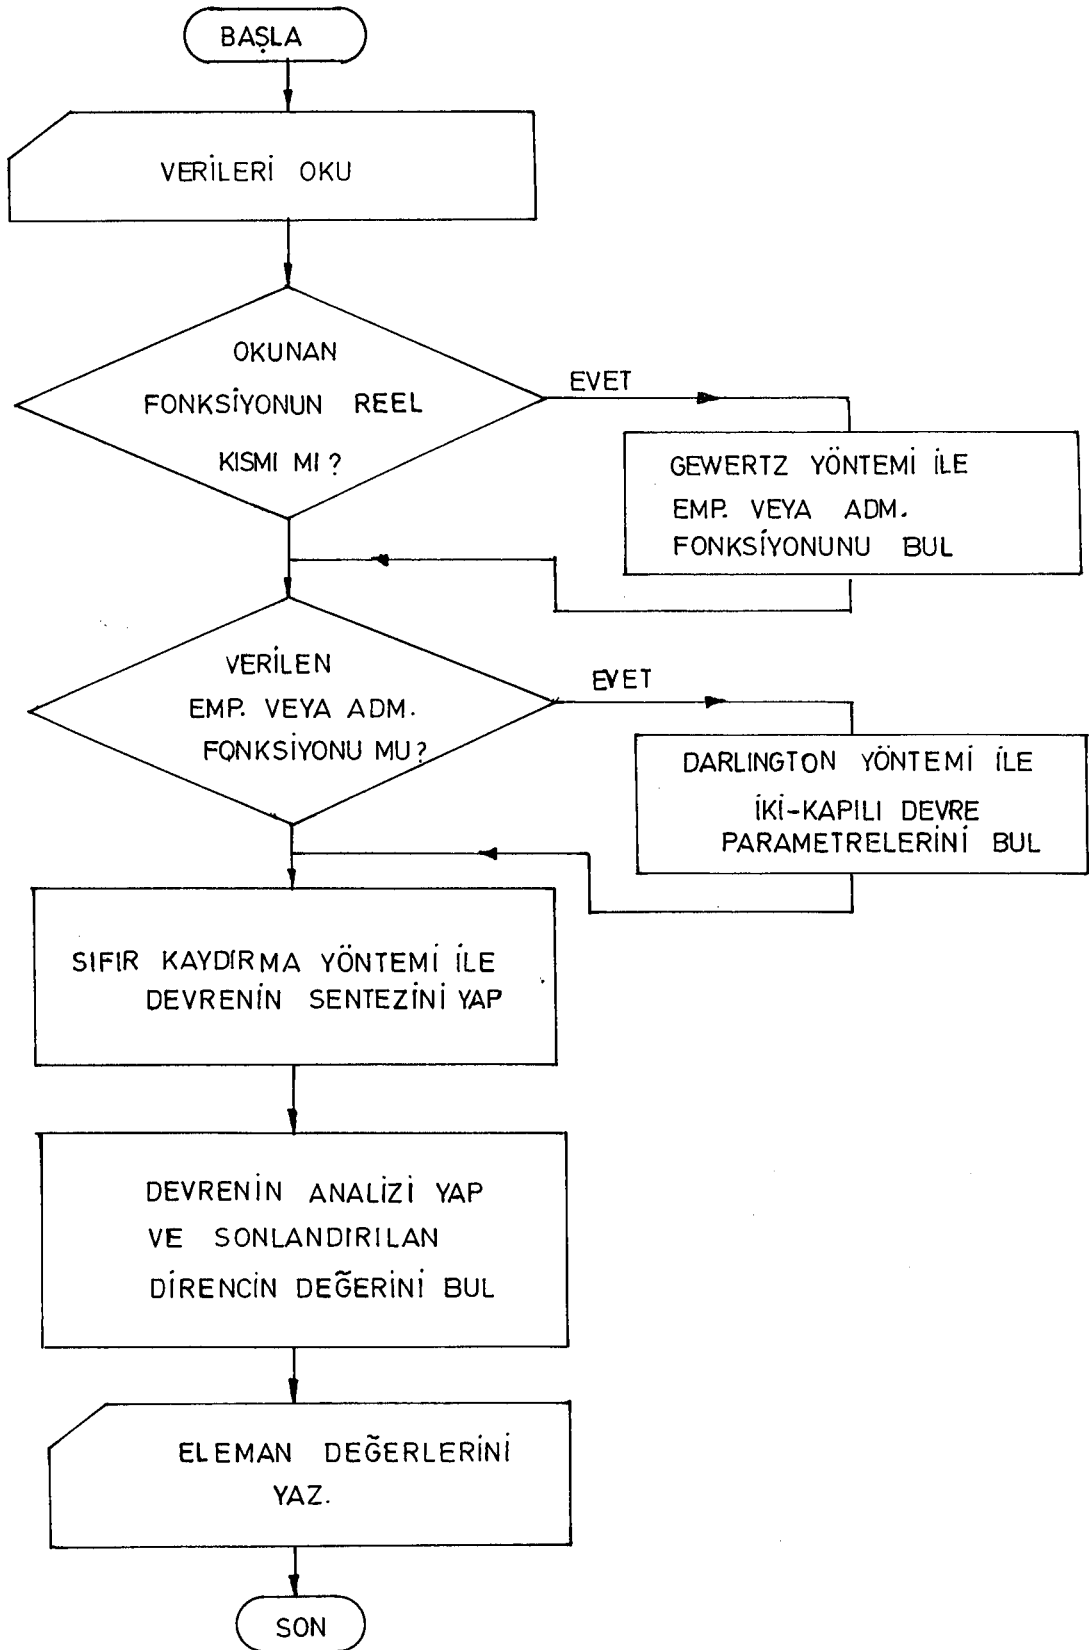 BAŞLA
VERİLERİ OKU
OKUNAN
FONKSİYONUN REEL
KISMI MI?
EVET
GEWERTZ YÖNTEMİ İLE
EMP. VEYA ADM.
FONKSİYONUNU BUL
VERİLEN
EMP. VEYA ADM.
FONKSİYONU MU?
EVET
DARLINGTON YÖNTEMİ İLE
İKİ-KAPILI DEVRE
PARAMETRELERİNİ BUL
SIFIR KAYDIRMA YÖNTEMİ İLE
DEVRENİN SENTEZİNİ YAP
DEVRENİN ANALİZİ YAP
VE SONLANDIRILAN
DİRENCİN DEĞERİNİ BUL
ELEMAN DEĞERLERİNİ
YAZ.
SON